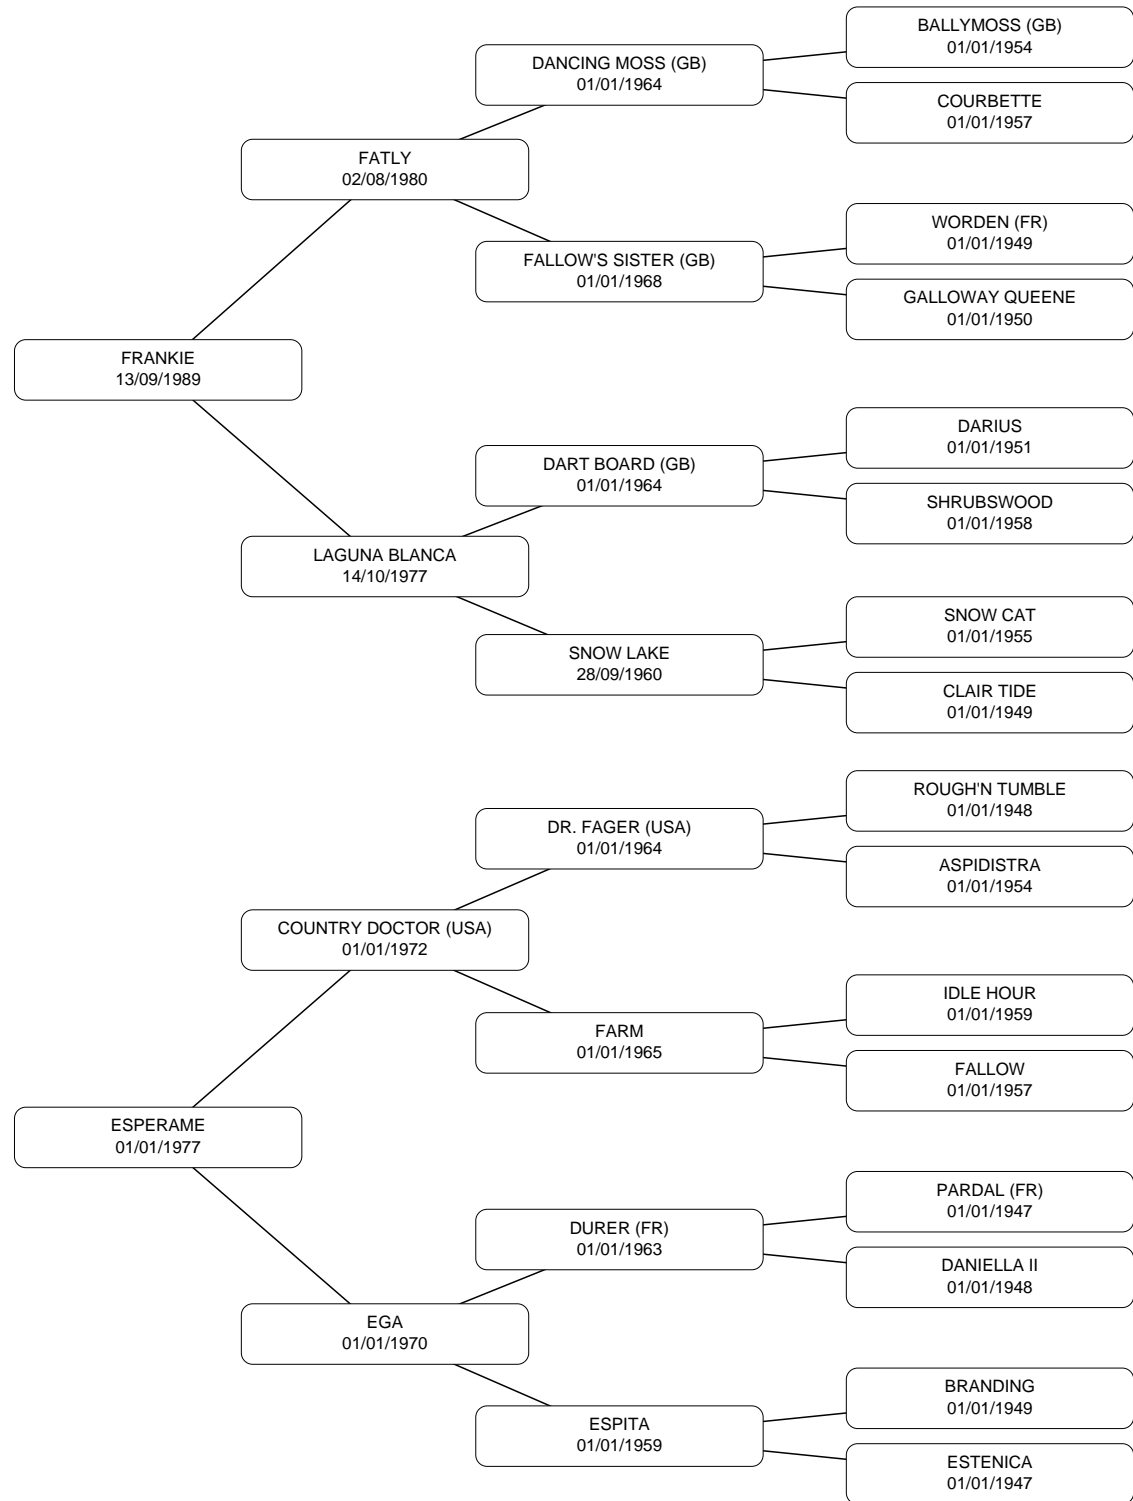 BALLYMOSS (GB)
01/01/1954
DANCING MOSS (GB)
01/01/1964
COURBETTE
01/01/1957
FATLY
02/08/1980
WORDEN (FR)
01/01/1949
FALLOW'S SISTER (GB)
01/01/1968
GALLOWAY QUEENE
01/01/1950
FRANKIE
13/09/1989
DARIUS
01/01/1951
DART BOARD (GB)
01/01/1964
SHRUBSWOOD
01/01/1958
LAGUNA BLANCA
14/10/1977
SNOW CAT
01/01/1955
SNOW LAKE
28/09/1960
CLAIR TIDE
01/01/1949
ROUGH'N TUMBLE
01/01/1948
DR. FAGER (USA)
01/01/1964
ASPIDISTRA
01/01/1954
COUNTRY DOCTOR (USA)
01/01/1972
IDLE HOUR
01/01/1959
FARM
01/01/1965
FALLOW
01/01/1957
ESPERAME
01/01/1977
PARDAL (FR)
01/01/1947
DURER (FR)
01/01/1963
DANIELLA II
01/01/1948
EGA
01/01/1970
BRANDING
01/01/1949
ESPITA
01/01/1959
ESTENICA
01/01/1947